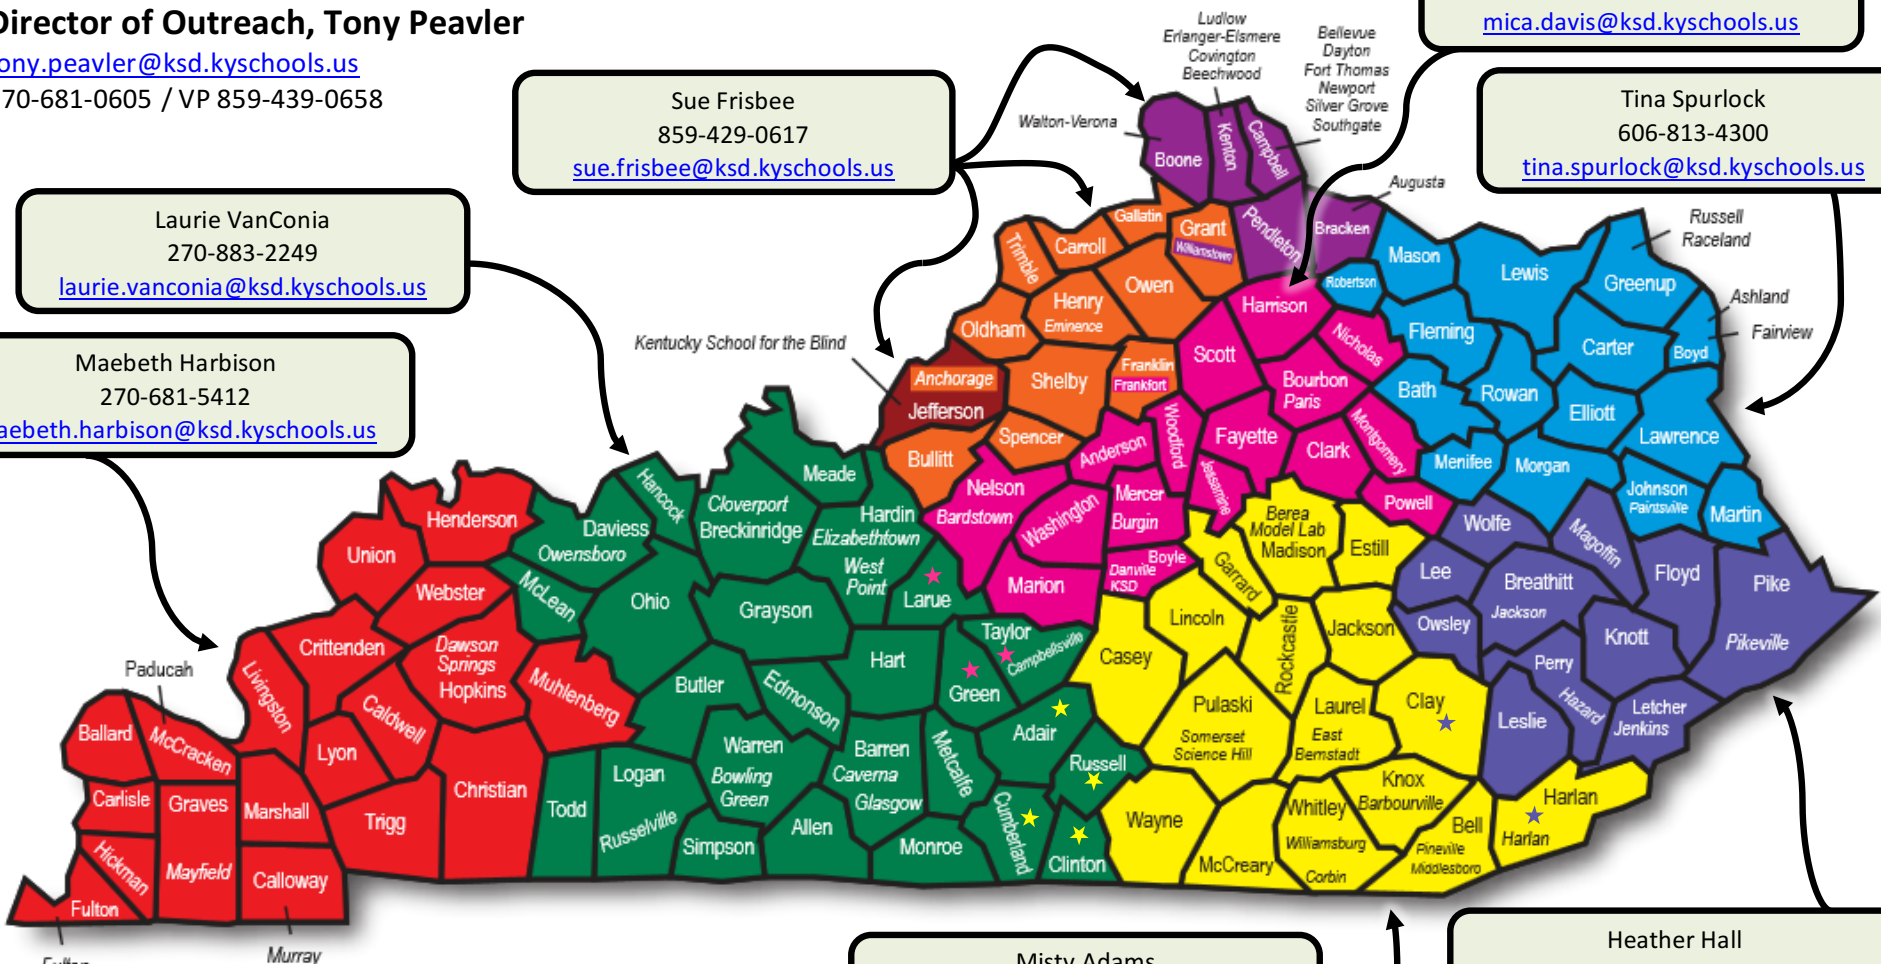 Director of Outreach, Tony Peavler
tony.peavler@ksd.kyschools.us
270-681-0605 / VP 859-439-0658
mica.davis@ksd.kyschools.us
Sue Frisbee
859-429-0617
sue.frisbee@ksd.kyschools.us
Tina Spurlock
606-813-4300
tina.spurlock@ksd.kyschools.us
Laurie VanConia
270-883-2249
laurie.vanconia@ksd.kyschools.us
Maebeth Harbison
270-681-5412
maebeth.harbison@ksd.kyschools.us
Ludlow
Erlanger-Elsmere
Covington
Beechwood
Bellevue
Dayton
Fort Thomas
Newport
Silver Grove
Southgate
Walton-Verona
Boone
Kenton
Campbell
Augusta
Pendleton
Bracken
Russell
Raceland
Gallatin
Grant
Williamstown
Trimble
Carroll
Owen
Henry
Eminence
Oldham
Mason
Lewis
Greenup
Robertson
Ashland
Fairview
Harrison
Nicholas
Fleming
Carter
Boyd
Kentucky School for the Blind
Anchorage
Jefferson
Shelby
Franklin
Frankfort
Scott
Bourbon
Paris
Bath
Rowan
Elliott
Lawrence
Bullitt
Spencer
Anderson
Woodford
Fayette
Clark
Montgomery
Menifee
Morgan
Johnson
Paintsville
Martin
Meade
Hancock
Cloverport
Breckinridge
Hardin
Elizabethtown
West
Point
Nelson
Bardstown
Washington
Mercer
Burgin
Jessamine
Powell
Wolfe
Magoffin
Floyd
Pike
Pikeville
Henderson
Union
Webster
Daviess
Owensboro
McLean
Ohio
Grayson
Larue
Marion
Boyle
Danville
KSD
Garrard
Berea
Model Lab
Madison
Estill
Lee
Breathitt
Jackson
Owsley
Knott
Crittenden
Dawson
Springs
Hopkins
Muhlenberg
Butler
Edmonson
Hart
Taylor
Campbellsville
Green
Casey
Lincoln
Rockcastle
Jackson
Perry
Hazard
Letcher
Jenkins
Leslie
Clay
Paducah
Livingston
Ballard
McCracken
Lyon
Caldwell
Christian
Trigg
Todd
Logan
Russelville
Warren
Bowling
Green
Simpson
Allen
Barren
Caverna
Glasgow
Metcalfe
Adair
Russell
Cumberland
Clinton
Monroe
Pulaski
Somerset
Science Hill
Laurel
East
Bernstadt
Wayne
McCreary
Whitley
Williamsburg
Corbin
Knox
Barbourville
Bell
Pineville
Middlesboro
Harlan
Harlan
Carlisle
Graves
Mayfield
Marshall
Hickman
Calloway
Fulton
Murray
Fulton
Misty Adams
Heather Hall